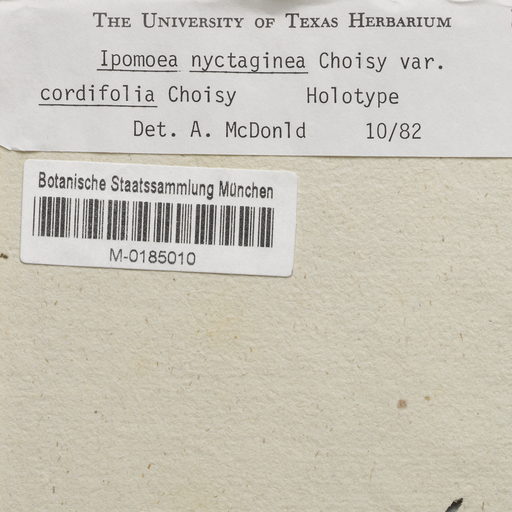 The University of Texas Herbarium
Ipomoea nyctaginea Choisy var.
cordifolia Choisy Holotype
Det. A. McDonld 10/82
Botanische Staatssammlung München
M-0185010